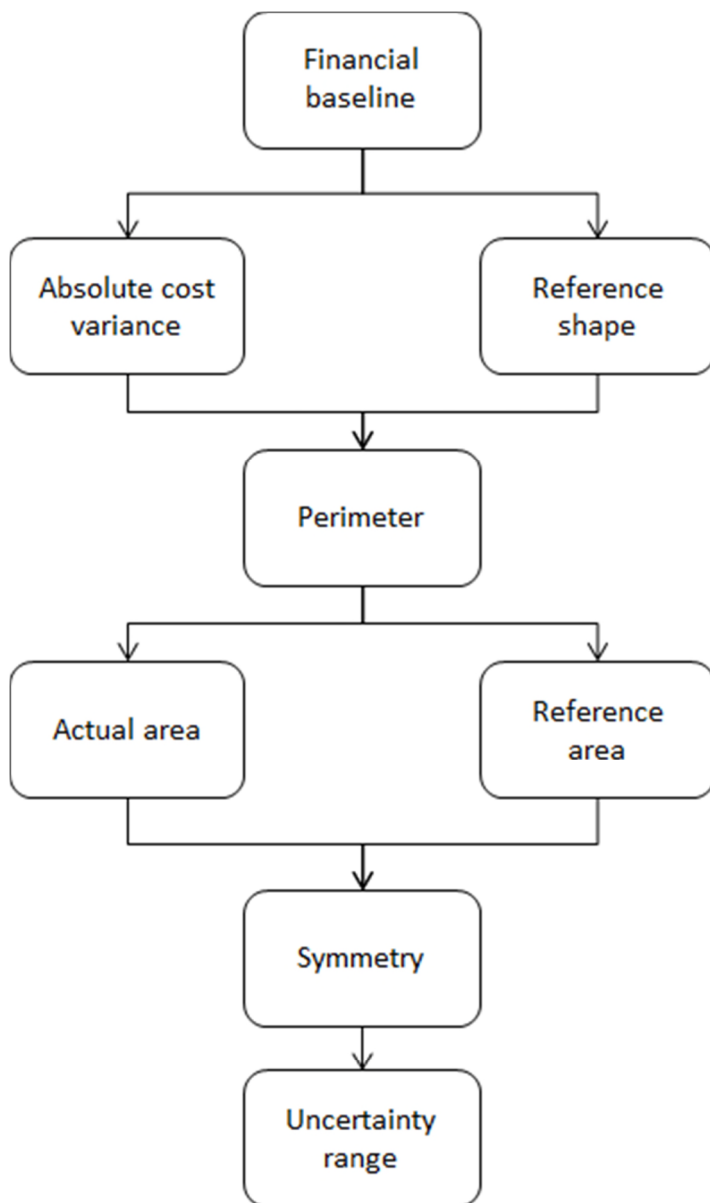 Financial
baseline
Absolute cost
variance
Reference
shape
Perimeter
Actual area
Reference
area
Symmetry
Uncertainty
range